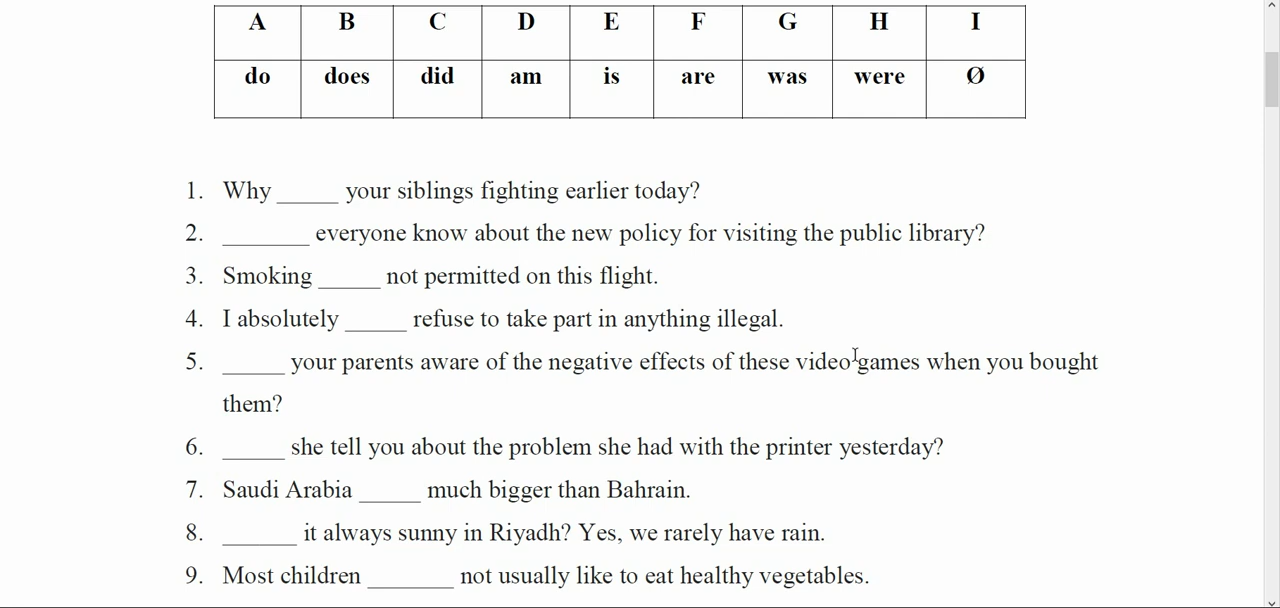 A B C D E F G H I
do does did am is are was were Ø
1. Why _____ your siblings fighting earlier today?
2. _______ everyone know about the new policy for visiting the public library?
3. Smoking _____ not permitted on this flight.
4. I absolutely _____ refuse to take part in anything illegal.
5. _____ your parents aware of the negative effects of these video games when you bought
them?
6. _____ she tell you about the problem she had with the printer yesterday?
7. Saudi Arabia _____ much bigger than Bahrain.
8. ______ it always sunny in Riyadh? Yes, we rarely have rain.
9. Most children _______ not usually like to eat healthy vegetables.